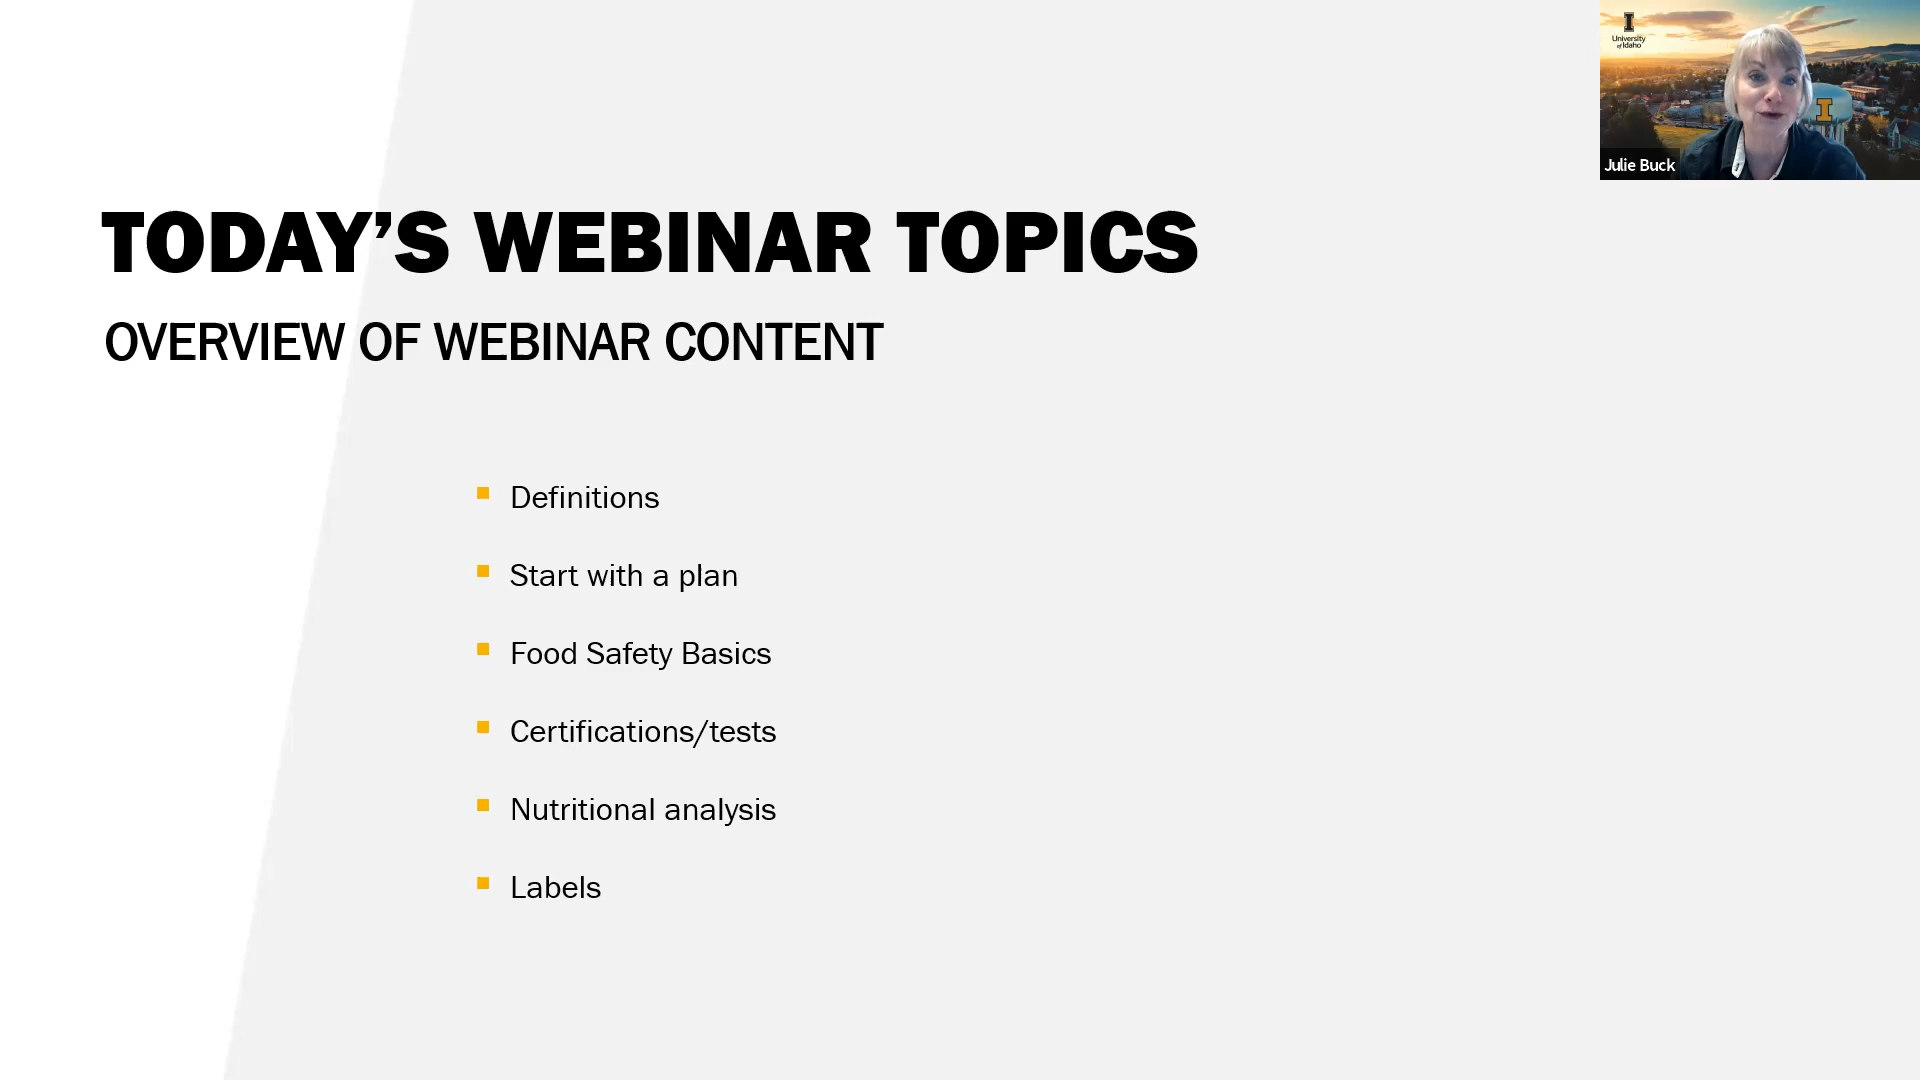 I
University
of Idaho
I
Julie Buck
TODAY’S WEBINAR TOPICS
OVERVIEW OF WEBINAR CONTENT
Definitions
Start with a plan
Food Safety Basics
Certifications/tests
Nutritional analysis
Labels